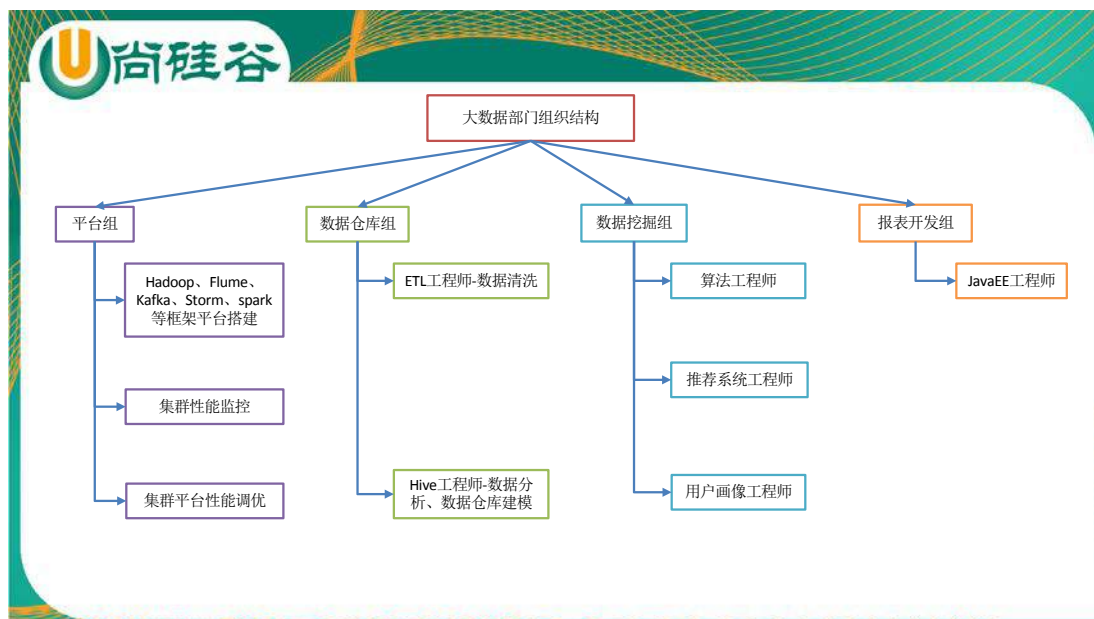 尚硅谷
大数据部门组织结构
平台组
Hadoop、Flume、
Kafka、Storm、spark
等框架平台搭建
集群性能监控
集群平台性能调优
数据仓库组
ETL工程师-数据清洗
Hive工程师-数据分
析、数据仓库建模
数据挖掘组
算法工程师
推荐系统工程师
用户画像工程师
报表开发组
JavaEE工程师